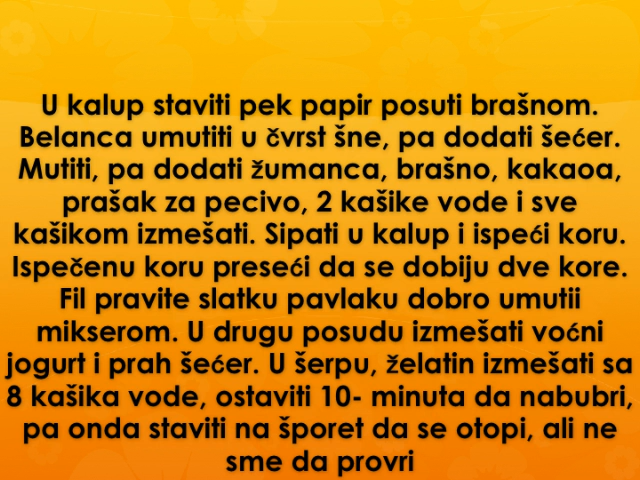 U kalup staviti pek papir posuti brašnom.
Belanca umutiti u čvrst šne, pa dodati šećer.
Mutiti, pa dodati žumanca, brašno, kakaoa,
prašak za pecivo, 2 kašike vode i sve
kašikom izmešati. Sipati u kalup i ispeći koru.
Ispečenu koru preseći da se dobiju dve kore.
Fil pravite slatku pavlaku dobro umutii
mikserom. U drugu posudu izmešati voćni
jogurt i prah šećer. U šerpu, želatin izmešati sa
8 kašika vode, ostaviti 10- minuta da nabubri,
pa onda staviti na šporet da se otopi, ali ne
sme da provri